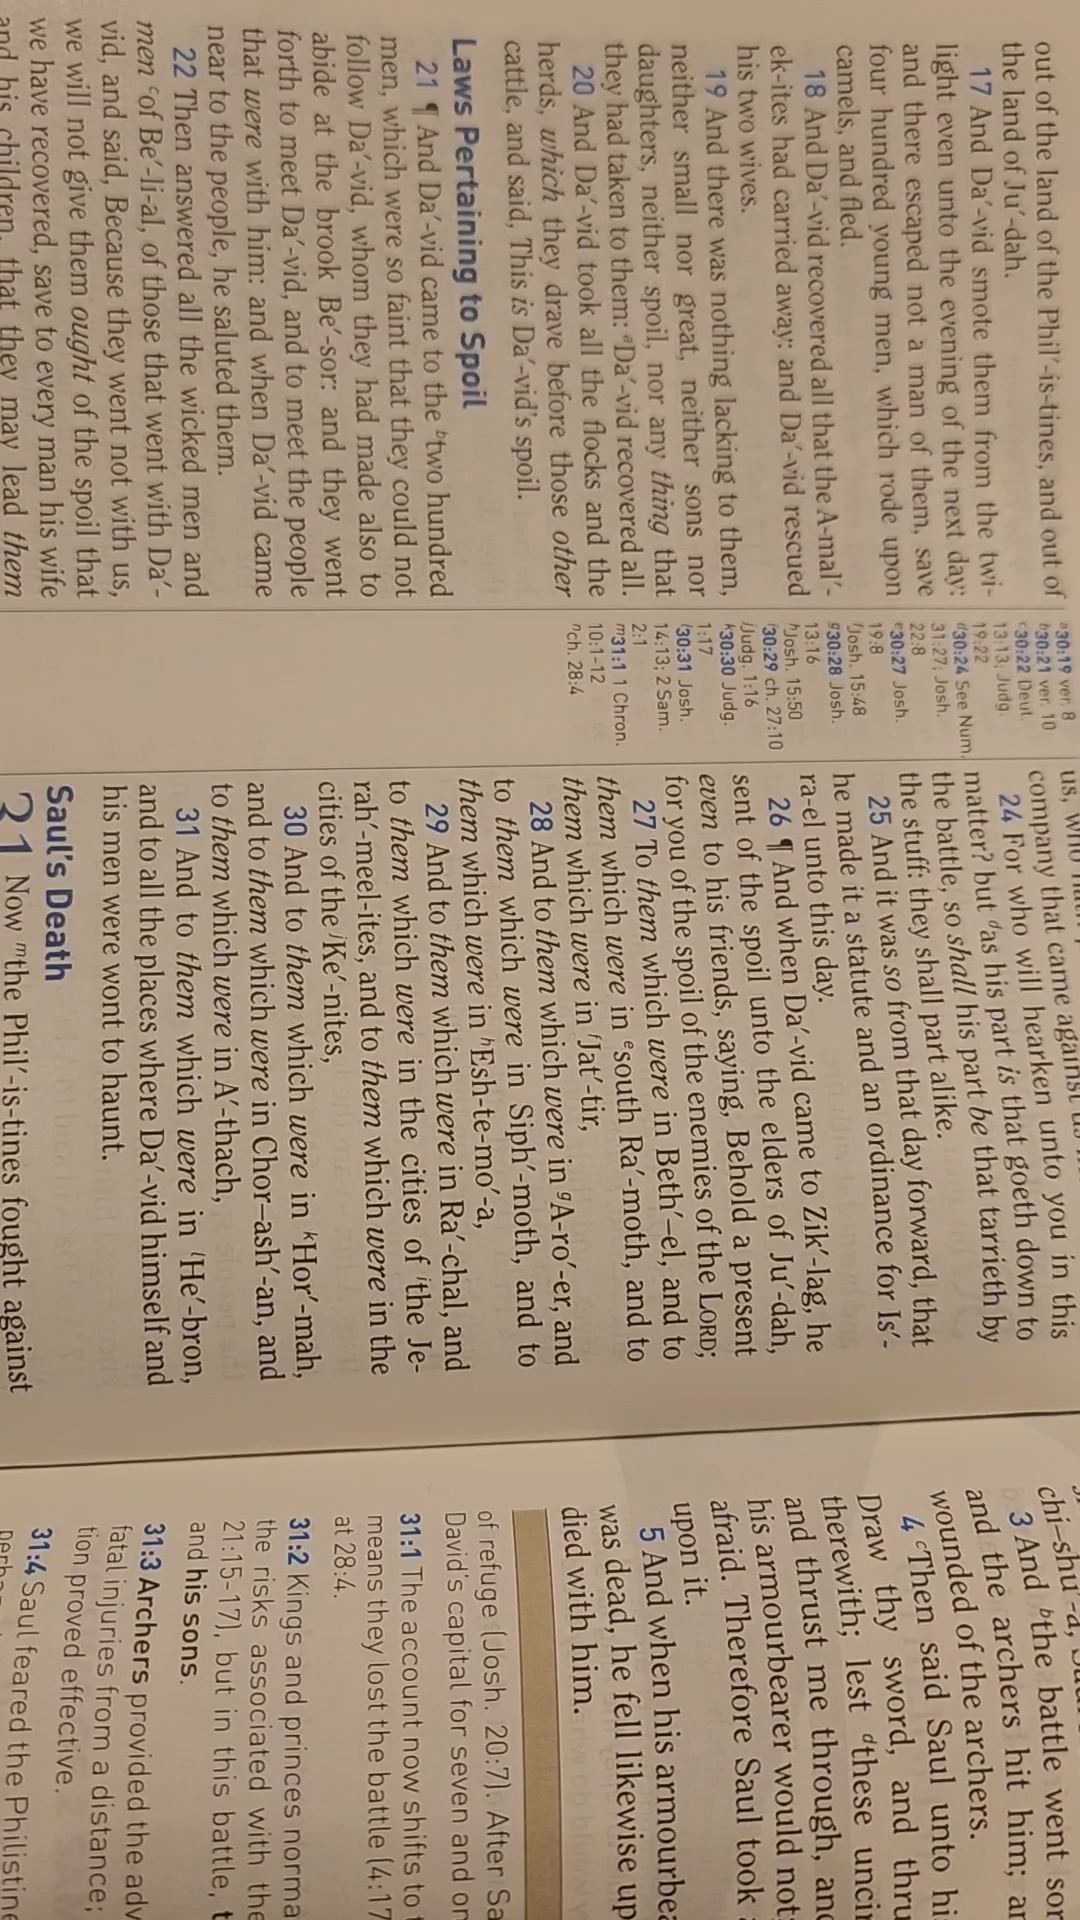 out of the land of the Phil′-is-tines, and out of
the land of Ju′-dah.
17 And Da′-vid smote them from the twi-
light even unto the evening of the next day:
and there escaped not a man of them, save
four hundred young men, which rode upon
camels, and fled.
18 And Da′-vid recovered all that the A-mal′-
ek-ites had carried away: and Da′-vid rescued
his two wives.
19 And there was nothing lacking to them,
neither small nor great, neither sons nor
daughters, neither spoil, nor any thing that
they had taken to them: aDa′-vid recovered all.
20 And Da′-vid took all the flocks and the
herds, which they drave before those other
cattle, and said, This is Da′-vid's spoil.
Laws Pertaining to Spoil
21 ¶ And Da′-vid came to the btwo hundred
men, which were so faint that they could not
follow Da′-vid, whom they had made also to
abide at the brook Be′-sor: and they went
forth to meet Da′-vid, and to meet the people
that were with him: and when Da′-vid came
near to the people, he saluted them.
22 Then answered all the wicked men and
men cof Be′-li-al, of those that went with Da′-
vid, and said, Because they went not with us,
we will not give them ought of the spoil that
we have recovered, save to every man his wife
and his children, that they may lead them
a30:19 ver. 8
b30:21 ver. 10
c30:22 Deut.
13:13; Judg.
19:22
d30:24 See Num.
31:27; Josh.
22:8
e30:27 Josh.
19:8
fJosh. 15:48
g30:28 Josh.
13:16
hJosh. 15:50
i30:29 ch. 27:10
jJudg. 1:16
k30:30 Judg.
1:17
l30:31 Josh.
14:13; 2 Sam.
2:1
m31:1 1 Chron.
10:1-12
nch. 28:4
us, who
company that came against us
24 For who will hearken unto you in this
matter? but das his part is that goeth down to
the battle, so shall his part be that tarrieth by
the stuff: they shall part alike.
25 And it was so from that day forward, that
he made it a statute and an ordinance for Is′-
ra-el unto this day.
26 ¶ And when Da′-vid came to Zik′-lag, he
sent of the spoil unto the elders of Ju′-dah,
even to his friends, saying, Behold a present
for you of the spoil of the enemies of the LORD;
27 To them which were in Beth′–el, and to
them which were in esouth Ra′-moth, and to
them which were in fJat′-tir,
28 And to them which were in gA-ro′-er, and
to them which were in Siph′-moth, and to
them which were in hEsh-te-mo′-a,
29 And to them which were in Ra′-chal, and
to them which were in the cities of ithe Je-
rah′-meel-ites, and to them which were in the
cities of the jKe′-nites,
30 And to them which were in kHor′-mah,
and to them which were in Chor–ash′-an, and
to them which were in A′-thach,
31 And to them which were in lHe′-bron,
and to all the places where Da′-vid himself and
his men were wont to haunt.
Saul's Death
31 Now mthe Phil′-is-tines fought against
chi–shu′-a,
3 And bthe battle went sor
and the archers hit him; an
wounded of the archers.
4 cThen said Saul unto hi
Draw thy sword, and thru
therewith; lest dthese uncir
and thrust me through, and
his armourbearer would not
afraid. Therefore Saul took
upon it.
5 And when his armourbea
was dead, he fell likewise up
died with him.
of refuge (Josh. 20:7). After Sa
David's capital for seven and on
31:1 The account now shifts to
means they lost the battle (4:17
at 28:4.
31:2 Kings and princes norma
the risks associated with the
21:15-17), but in this battle, t
and his sons.
31:3 Archers provided the adv
fatal injuries from a distance;
tion proved effective.
31:4 Saul feared the Philistine